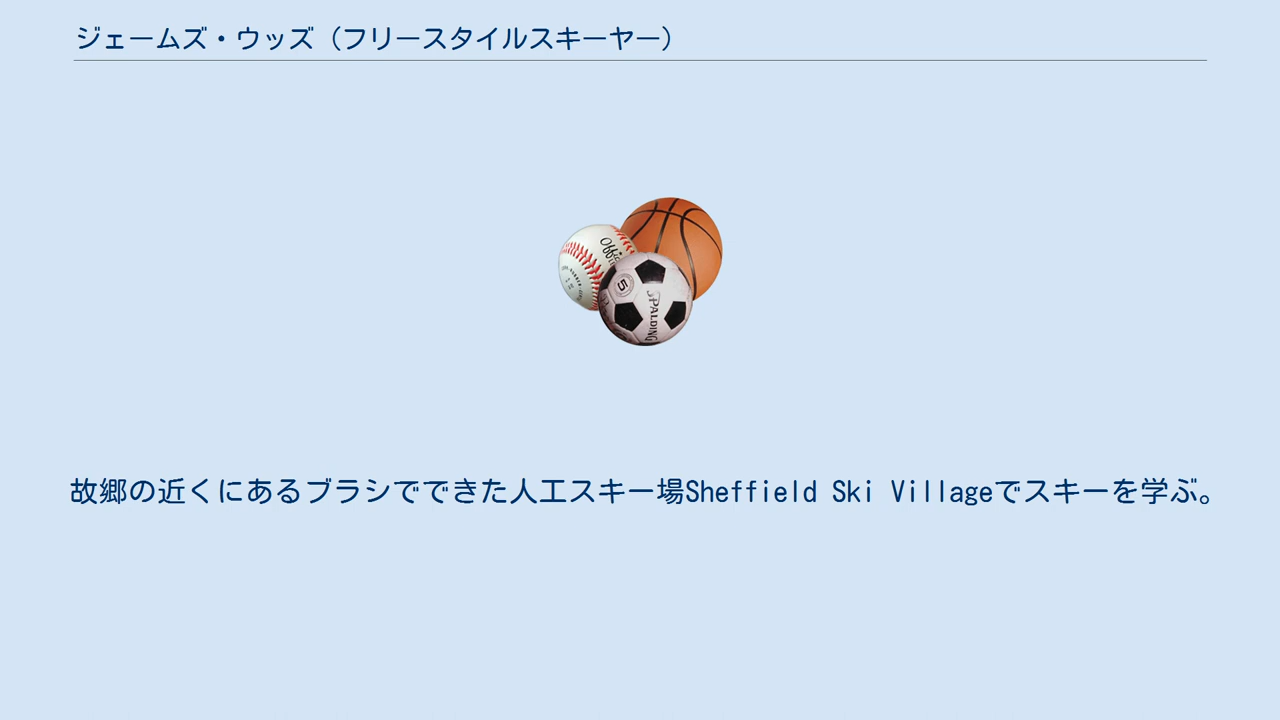 ジェームズ・ウッズ（フリースタイルスキーヤー）
SPALDING
5
故郷の近くにあるブラシでできた人工スキー場Sheffield Ski Villageでスキーを学ぶ。